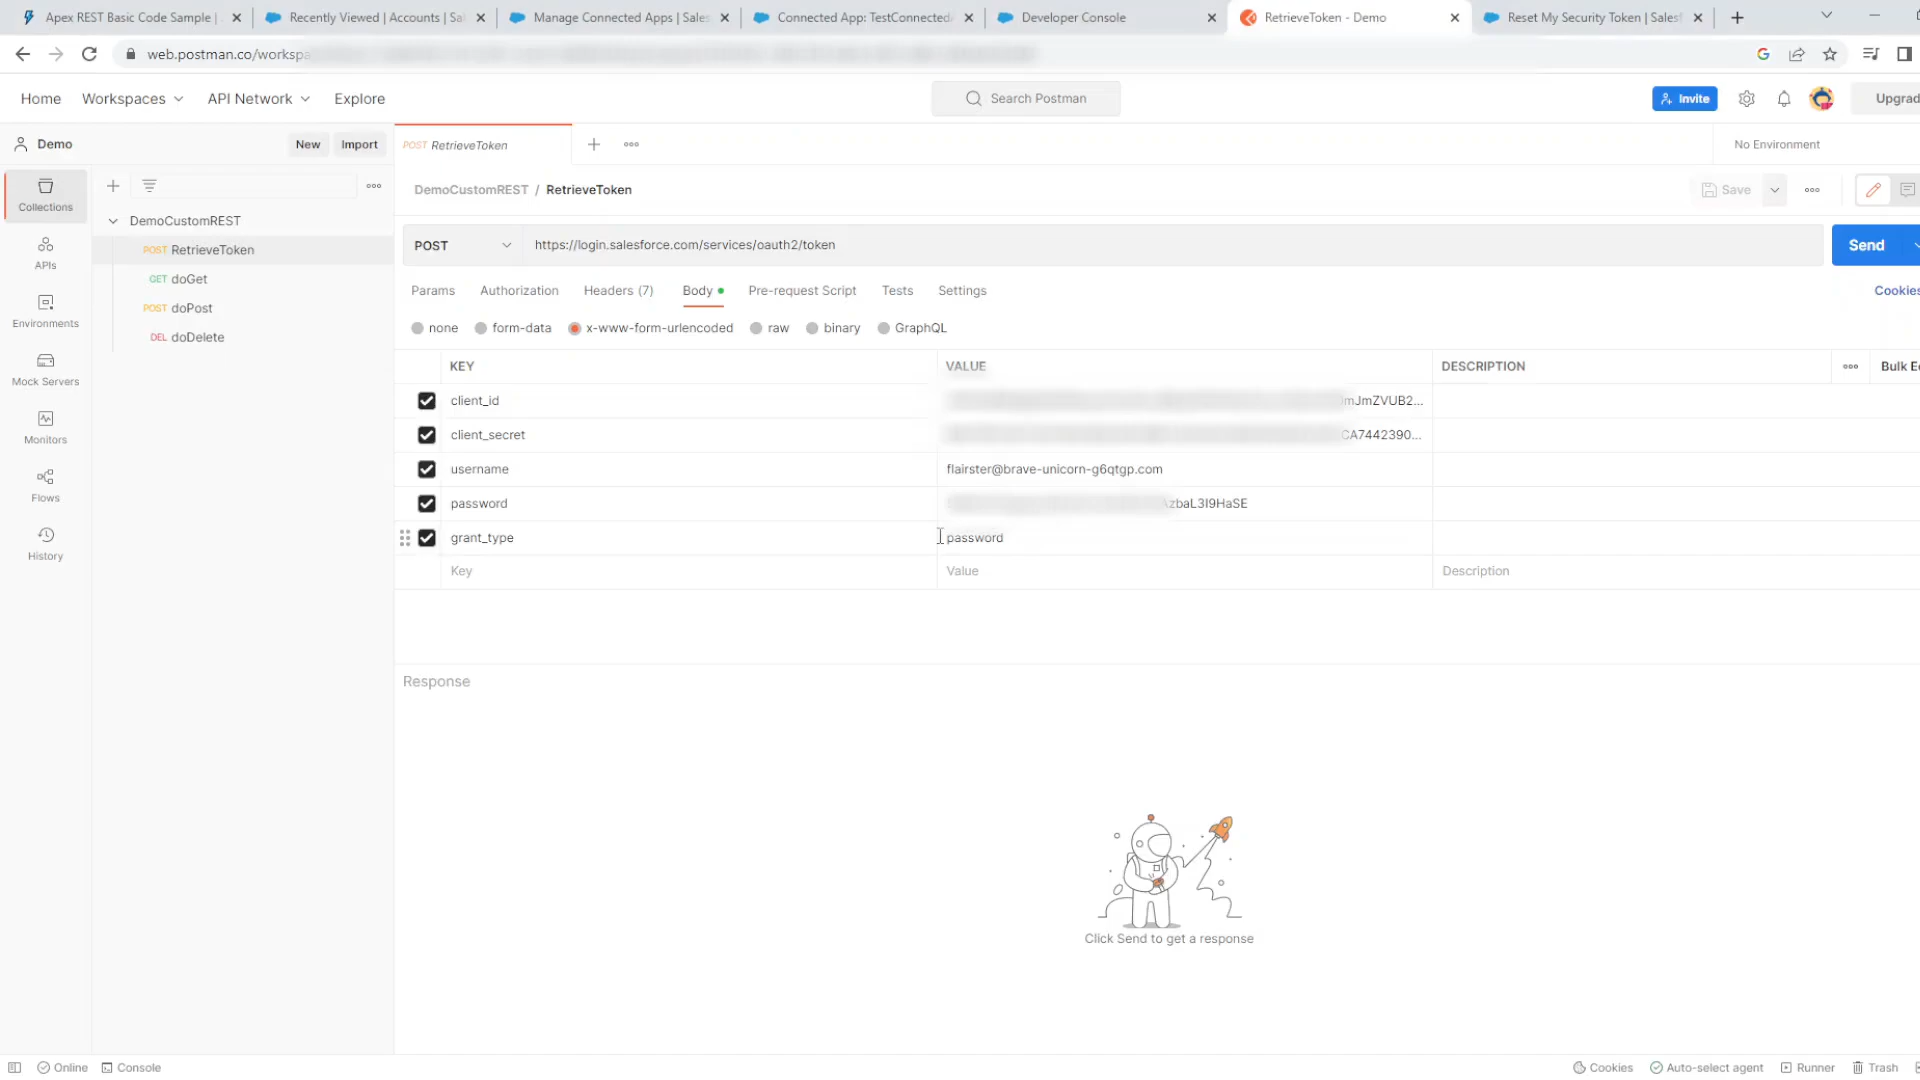 Apex REST Basic Code Sample |
Recently Viewed | Accounts | Sal
Manage Connected Apps | Sales
Connected App: TestConnected
Developer Console
RetrieveToken - Demo
Reset My Security Token | Salesf
web.postman.co/workspa
Home
Workspaces
API Network
Explore
Search Postman
Invite
Upgrad
Demo
New
Import
POST RetrieveToken
No Environment
Collections
DemoCustomREST
POST RetrieveToken
GET doGet
POST doPost
DEL doDelete
APIs
Environments
Mock Servers
Monitors
Flows
History
DemoCustomREST / RetrieveToken
Save
POST
https://login.salesforce.com/services/oauth2/token
Send
Params
Authorization
Headers (7)
Body
Pre-request Script
Tests
Settings
Cookies
none
form-data
x-www-form-urlencoded
raw
binary
GraphQL
KEY
VALUE
DESCRIPTION
Bulk Ed
client_id
mJmZVUB2...
client_secret
CA7442390...
username
flairster@brave-unicorn-g6qtgp.com
password
zbaL3I9HaSE
grant_type
password
Key
Value
Description
Response
Click Send to get a response
Online
Console
Cookies
Auto-select agent
Runner
Trash